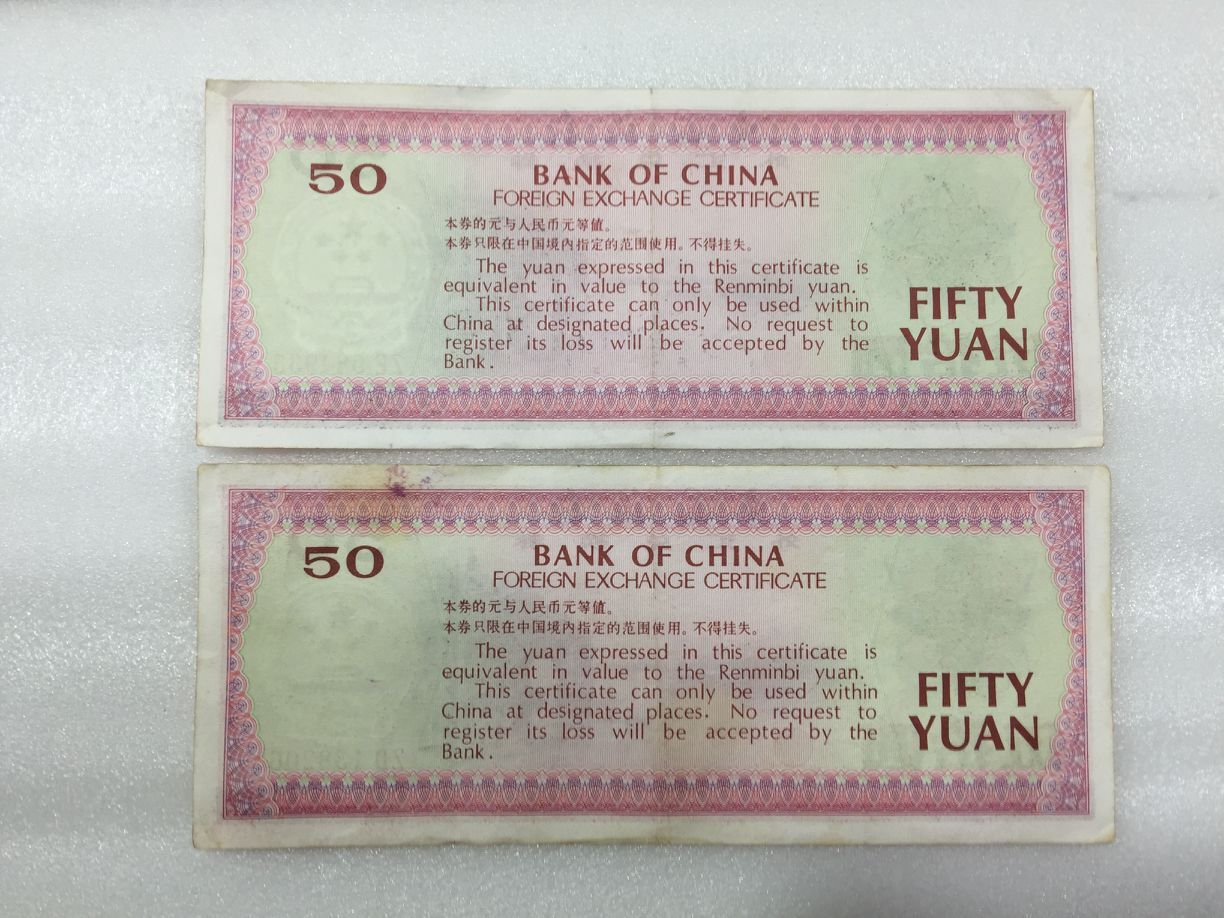 50
BANK OF CHINA
FOREIGN EXCHANGE CERTIFICATE
本券的元与人民币元等值。
本券只限在中国境内指定的范围使用。不得挂失。
The yuan expressed in this certificate is
equivalent in value to the Renminbi yuan.
This certificate can only be used within
China at designated places. No request to
register its loss will be accepted by the
Bank.
FIFTY
YUAN
50
BANK OF CHINA
FOREIGN EXCHANGE CERTIFICATE
本券的元与人民币元等值。
本券只限在中国境内指定的范围使用。不得挂失。
The yuan expressed in this certificate is
equivalent in value to the Renminbi yuan.
This certificate can only be used within
China at designated places. No request to
register its loss will be accepted by the
Bank.
FIFTY
YUAN